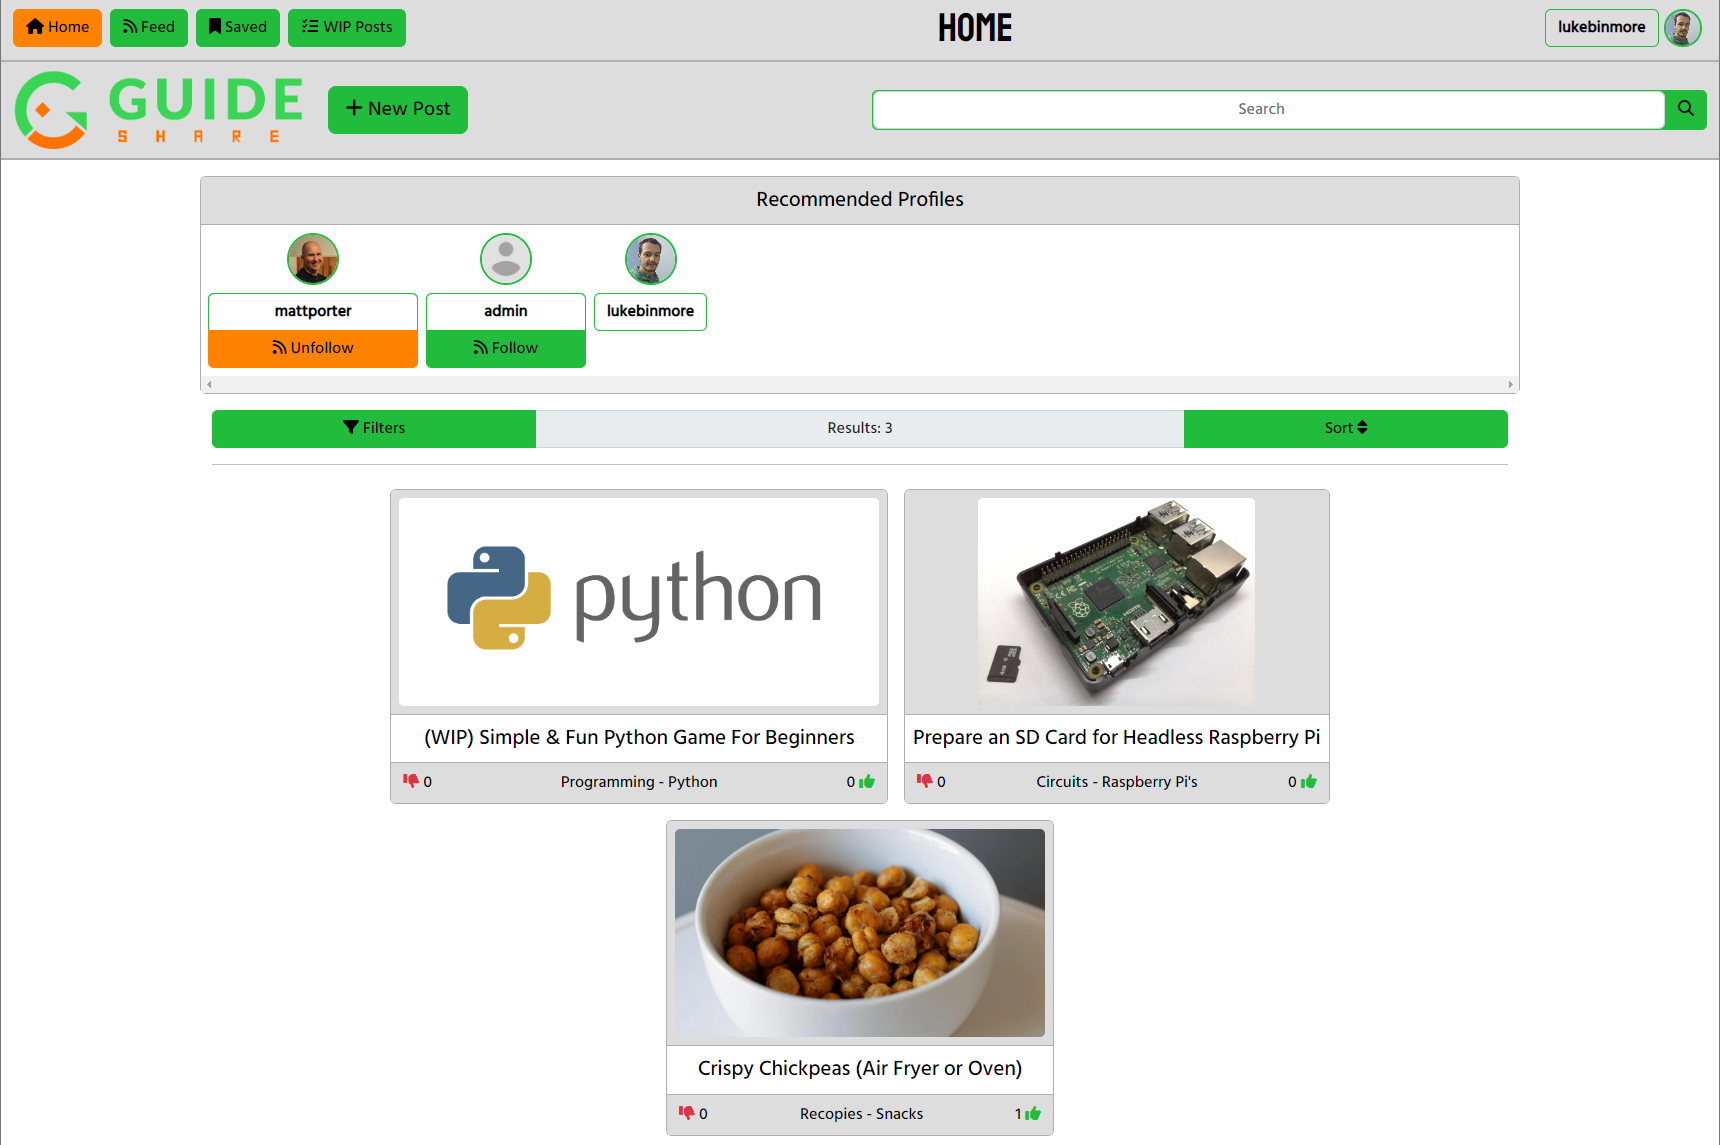 Home Feed Saved WIP Posts HOME lukebinmore
GUIDE
SHARE
New Post Search
Recommended Profiles
mattporter admin lukebinmore
Unfollow Follow
Filters Results: 3 Sort
python
HDMI
(WIP) Simple & Fun Python Game For Beginners
Prepare an SD Card for Headless Raspberry Pi
0 Programming - Python 0
0 Circuits - Raspberry Pi's 0
Crispy Chickpeas (Air Fryer or Oven)
0 Recopies - Snacks 1